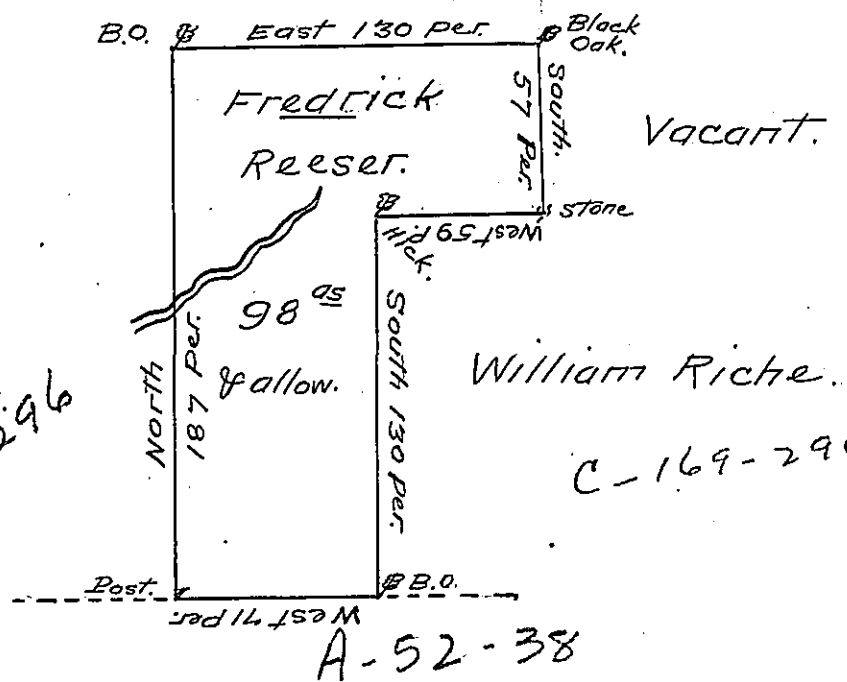 B.O.
East 130 Per.
Black
Oak.
Fredrick
Reeser.
South.
57 Per.
Vacant.
Stone
West 59 P.
Hick.
98 as
& allow.
North
187 Per.
South 130 Per.
William Riche.
296
C-169-29
Post.
B.O.
West 71 Per.
A-52-38